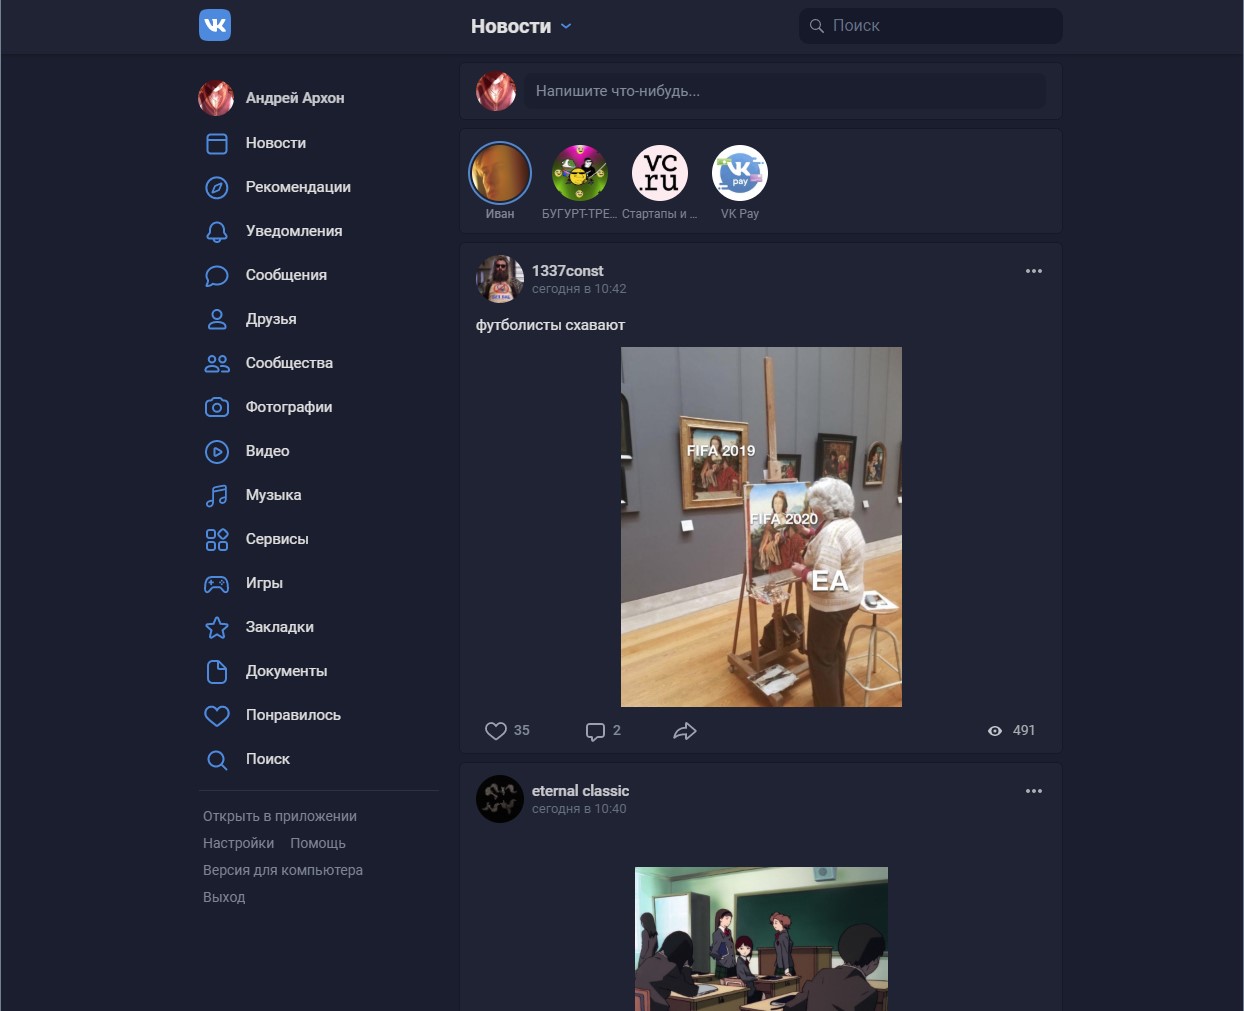 Новости
Поиск
Андрей Архон
Новости
Рекомендации
Уведомления
Сообщения
Друзья
Сообщества
Фотографии
Видео
Музыка
Сервисы
Игры
Закладки
Документы
Понравилось
Поиск
Открыть в приложении
Настройки Помощь
Версия для компьютера
Выход
Напишите что-нибудь...
VC
.ru
VK
pay
Иван
БУГУРТ-ТРЕ...
Стартапы и ...
VK Pay
1337const
сегодня в 10:42
футболисты схавают
FIFA 2019
FIFA 2020
EA
35
2
491
eternal classic
сегодня в 10:40